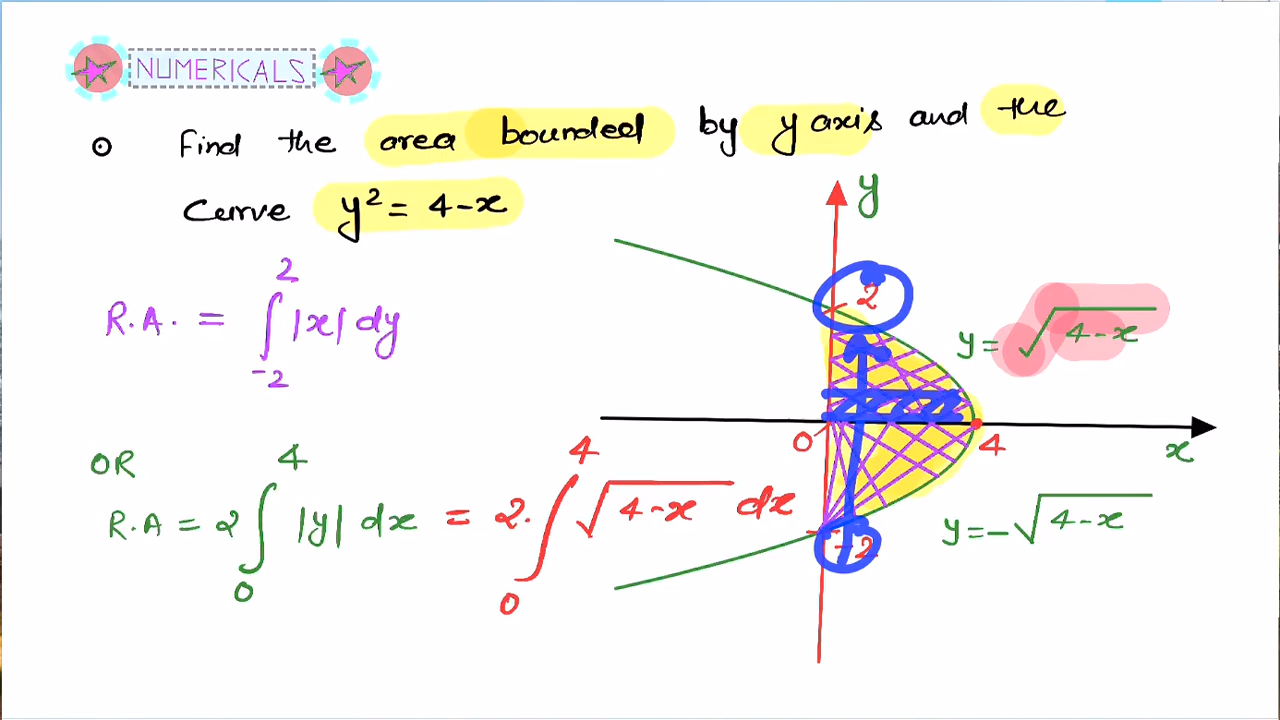 NUMERICALS
Find the area bounded by y axis and the
Curve y² = 4-x
R.A. = ∫₋₂² |x| dy
OR
R.A = 2 ∫₀⁴ |y| dx = 2. ∫₀⁴ √(4-x) dx
y
2
y = √(4-x)
0
4
x
-2
y = -√(4-x)